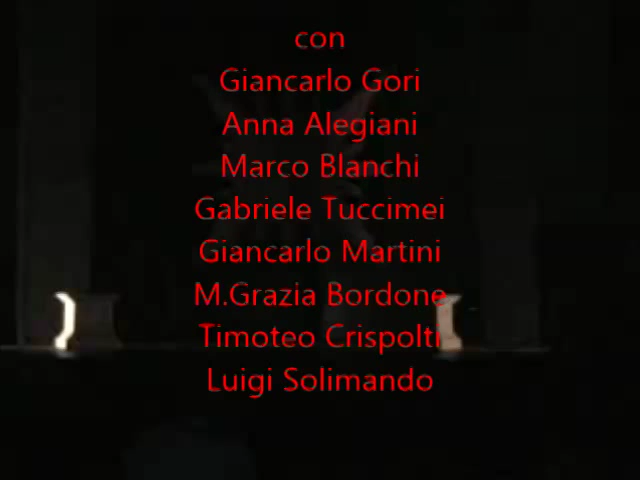 con
Giancarlo Gori
Anna Alegiani
Marco Blanchi
Gabriele Tuccimei
Giancarlo Martini
M.Grazia Bordone
Timoteo Crispolti
Luigi Solimando